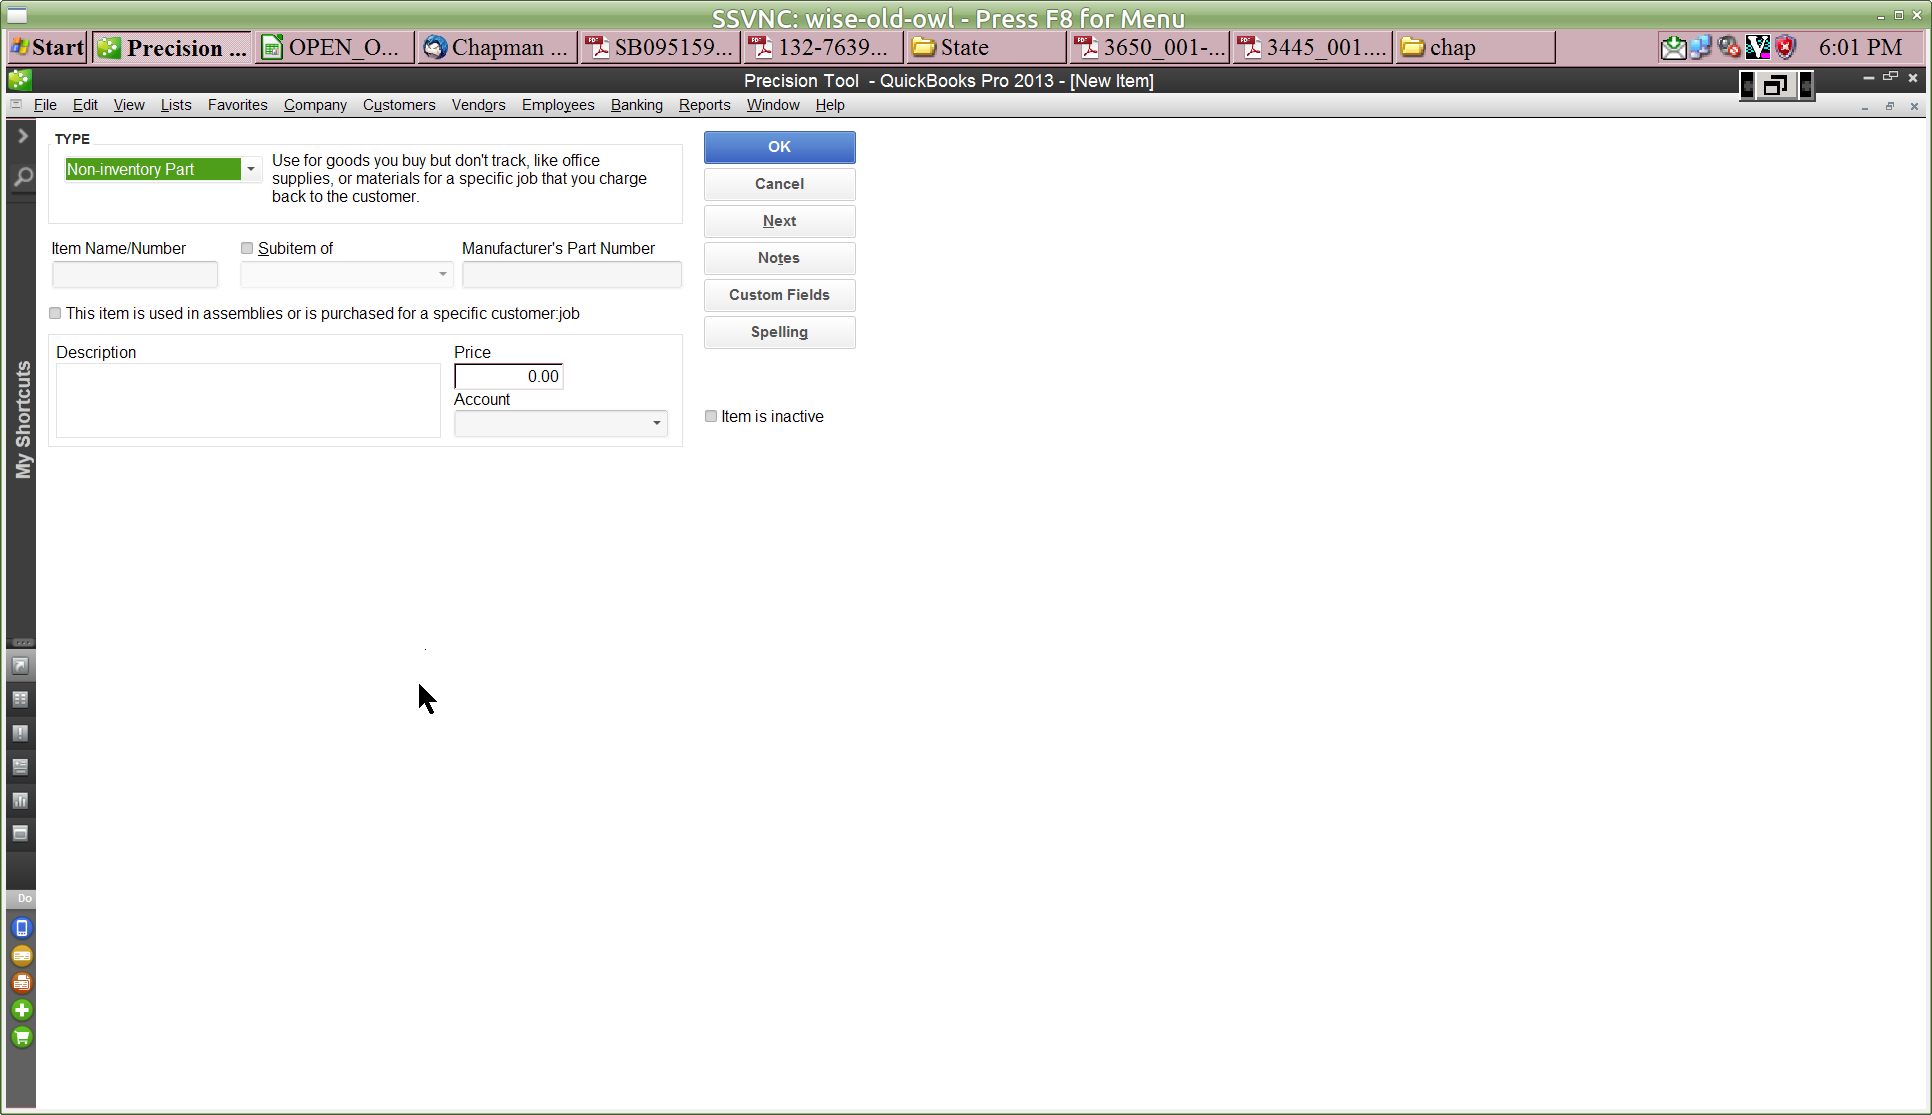 SSVNC: wise-old-owl - Press F8 for Menu
Start Precision ... OPEN_O... Chapman ... SB095159... 132-7639... State 3650_001-... 3445_001.... chap 6:01 PM
Precision Tool - QuickBooks Pro 2013 - [New Item]
File Edit View Lists Favorites Company Customers Vendors Employees Banking Reports Window Help
TYPE
Non-inventory Part
Use for goods you buy but don't track, like office
supplies, or materials for a specific job that you charge
back to the customer.
OK
Cancel
Next
Notes
Custom Fields
Spelling
Item Name/Number
Subitem of
Manufacturer's Part Number
This item is used in assemblies or is purchased for a specific customer:job
Description
Price
0.00
Account
Item is inactive
My Shortcuts
Do